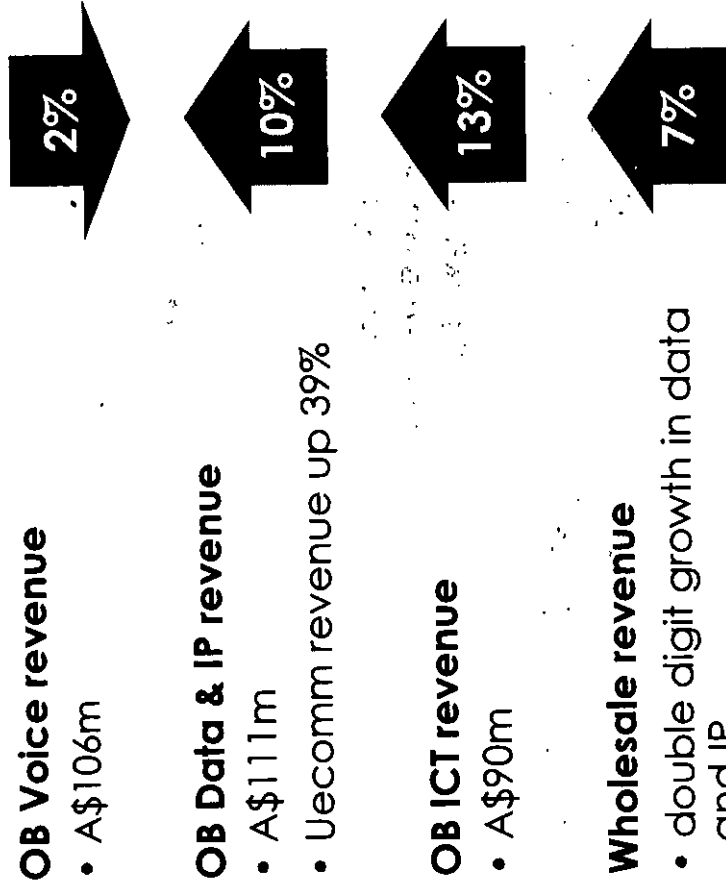 OB Voice revenue
• A$106m
2%
OB Data & IP revenue
• A$111m
• Uecomm revenue up 39%
10%
OB ICT revenue
• A$90m
13%
Wholesale revenue
• double digit growth in data
and IP
7%